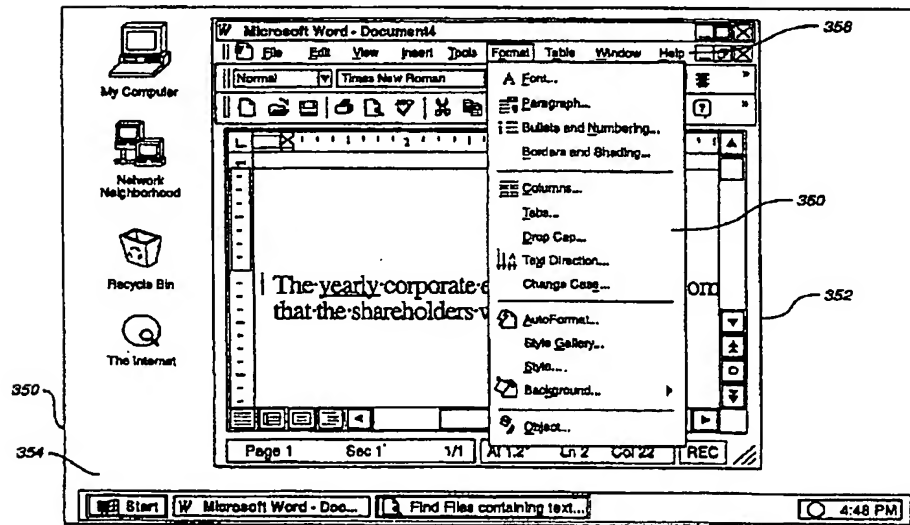 My Computer
Network
Neighborhood
Recycle Bin
The Internet
W Microsoft Word - Document4
File Edit View Insert Tools Format Table Window Help
Normal Times New Roman
A Font...
Paragraph...
Bullets and Numbering...
Borders and Shading...
Columns...
Tabs...
Drop Cap...
Text Direction...
Change Case...
AutoFormat...
Style Gallery...
Style...
Background...
Object...
The·yearly·corporate·e om
that·the·shareholders·v
Page 1 Sec 1 1/1 At 1.2" Ln 2 Col 22 REC
Start W Microsoft Word - Doc... Find Files containing text... 4:48 PM
358
360
352
350
354